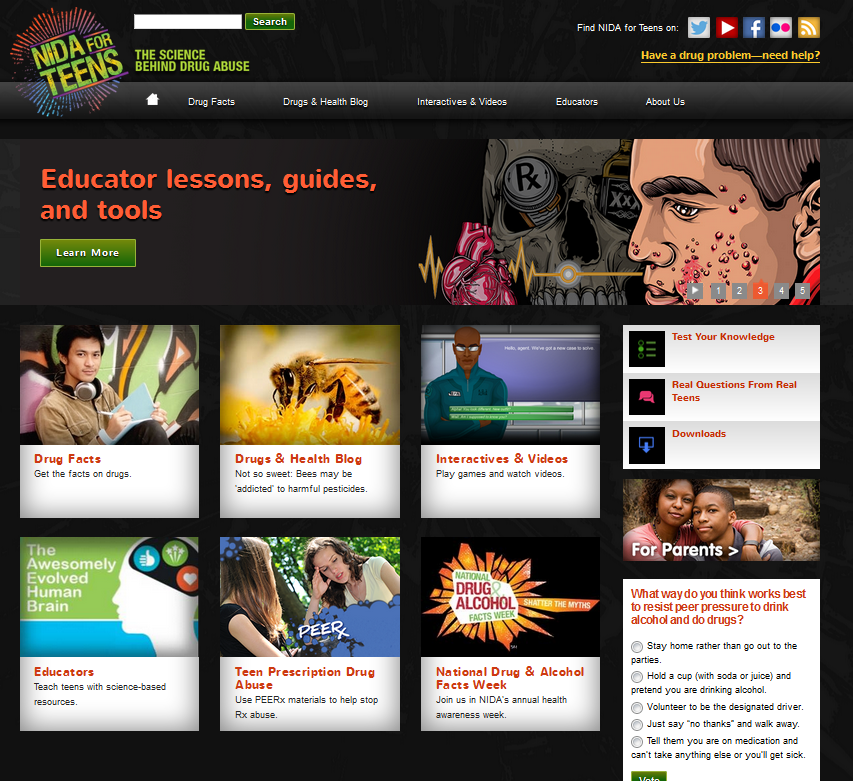 Search
NIDA FOR
TEENS
THE SCIENCE
BEHIND DRUG ABUSE
Find NIDA for Teens on:
Have a drug problem—need help?
Drug Facts
Drugs & Health Blog
Interactives & Videos
Educators
About Us
Educator lessons, guides,
and tools
Learn More
Rx
XXX
1 2 3 4 5
Drug Facts
Get the facts on drugs.
Drugs & Health Blog
Not so sweet: Bees may be
'addicted' to harmful pesticides.
Hello, agent. We've got a new case to solve.
Interactives & Videos
Play games and watch videos.
Test Your Knowledge
Real Questions From Real
Teens
Downloads
For Parents >
The
Awesomely
Evolved
Human
Brain
Educators
Teach teens with science-based
resources.
PEERx
Teen Prescription Drug
Abuse
Use PEERx materials to help stop
Rx abuse.
NATIONAL
DRUG &
ALCOHOL
FACTS WEEK
SHATTER THE MYTHS
National Drug & Alcohol
Facts Week
Join us in NIDA's annual health
awareness week.
What way do you think works best
to resist peer pressure to drink
alcohol and do drugs?
Stay home rather than go out to the
parties.
Hold a cup (with soda or juice) and
pretend you are drinking alcohol.
Volunteer to be the designated driver.
Just say “no thanks” and walk away.
Tell them you are on medication and
can't take anything else or you'll get sick.
Vote